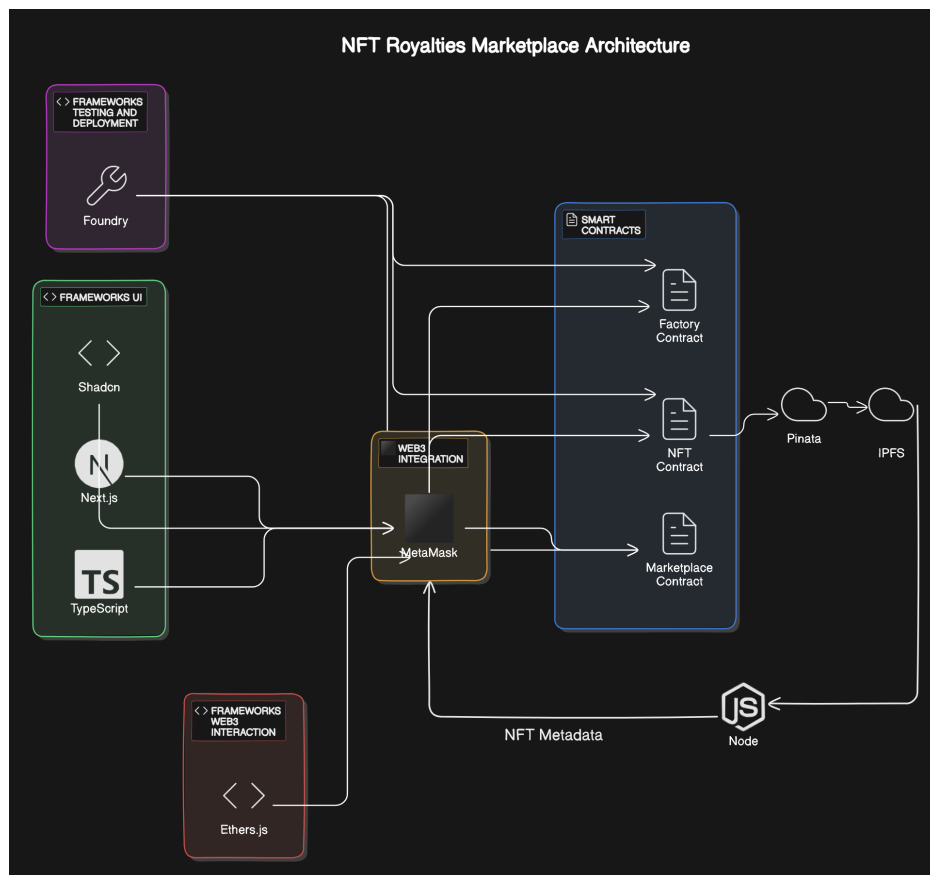 NFT Royalties Marketplace Architecture
<> FRAMEWORKS
TESTING AND
DEPLOYMENT
Foundry
SMART
CONTRACTS
<> FRAMEWORKS UI
Shadcn
Factory
Contract
N
Next.js
WEB3
INTEGRATION
NFT
Contract
Pinata
IPFS
MetaMask
TS
TypeScript
Marketplace
Contract
<> FRAMEWORKS
WEB3
INTERACTION
JS
Node
NFT Metadata
Ethers.js